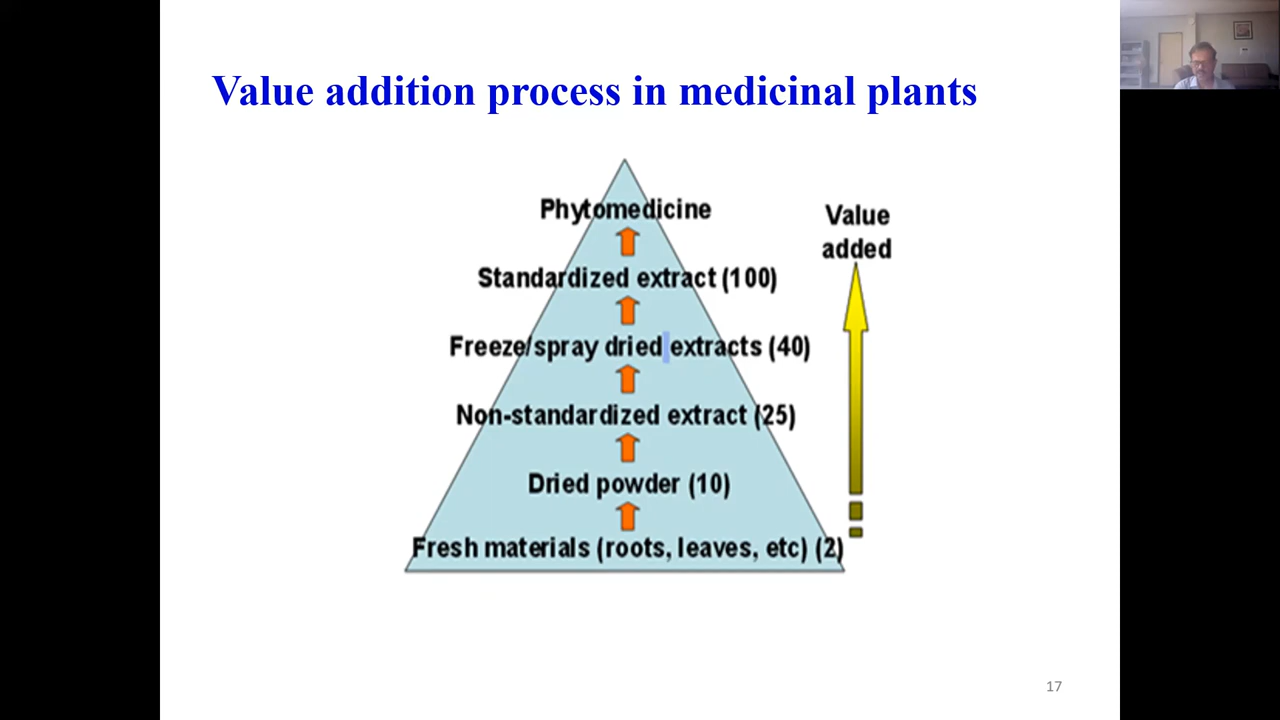 Value addition process in medicinal plants
Phytomedicine
Standardized extract (100)
Freeze/spray dried extracts (40)
Non-standardized extract (25)
Dried powder (10)
Fresh materials (roots, leaves, etc) (2)
Value
added
17